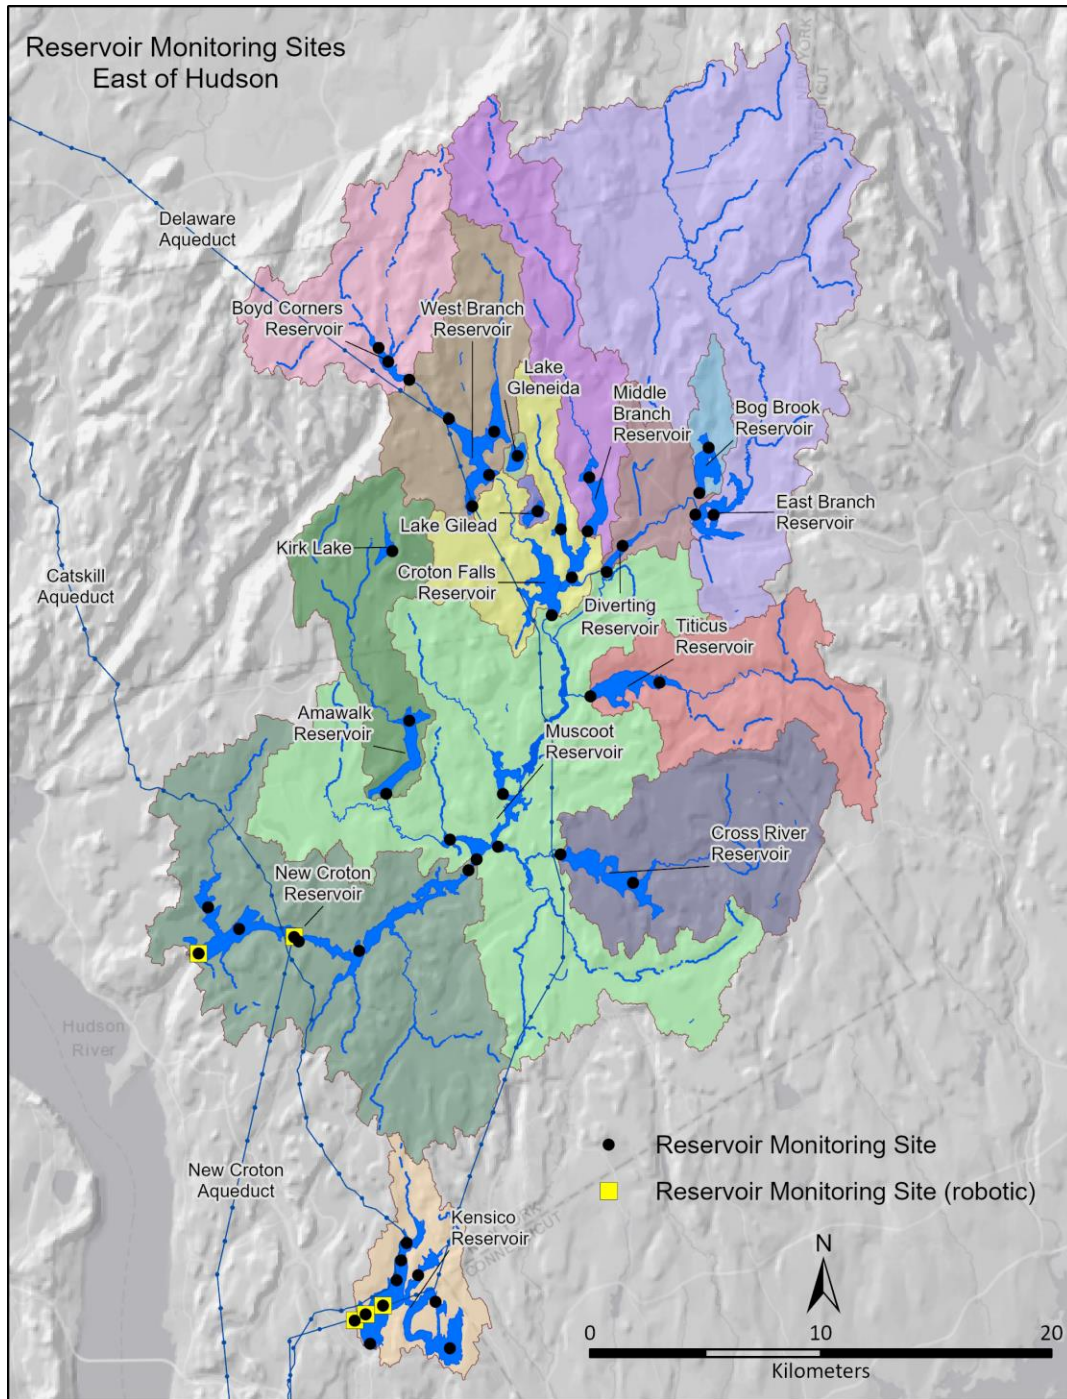 Reservoir Monitoring Sites
East of Hudson
Delaware
Aqueduct
Boyd Corners
Reservoir
West Branch
Reservoir
Lake
Gleneida
Middle
Branch
Reservoir
Bog Brook
Reservoir
East Branch
Reservoir
Lake Gilead
Kirk Lake
Croton Falls
Reservoir
Catskill
Aqueduct
Diverting
Reservoir
Titicus
Reservoir
Amawalk
Reservoir
Muscoot
Reservoir
Cross River
Reservoir
New Croton
Reservoir
Hudson
River
New Croton
Aqueduct
Kensico
Reservoir
CONNECTICUT
Reservoir Monitoring Site
Reservoir Monitoring Site (robotic)
N
0 10 20
Kilometers